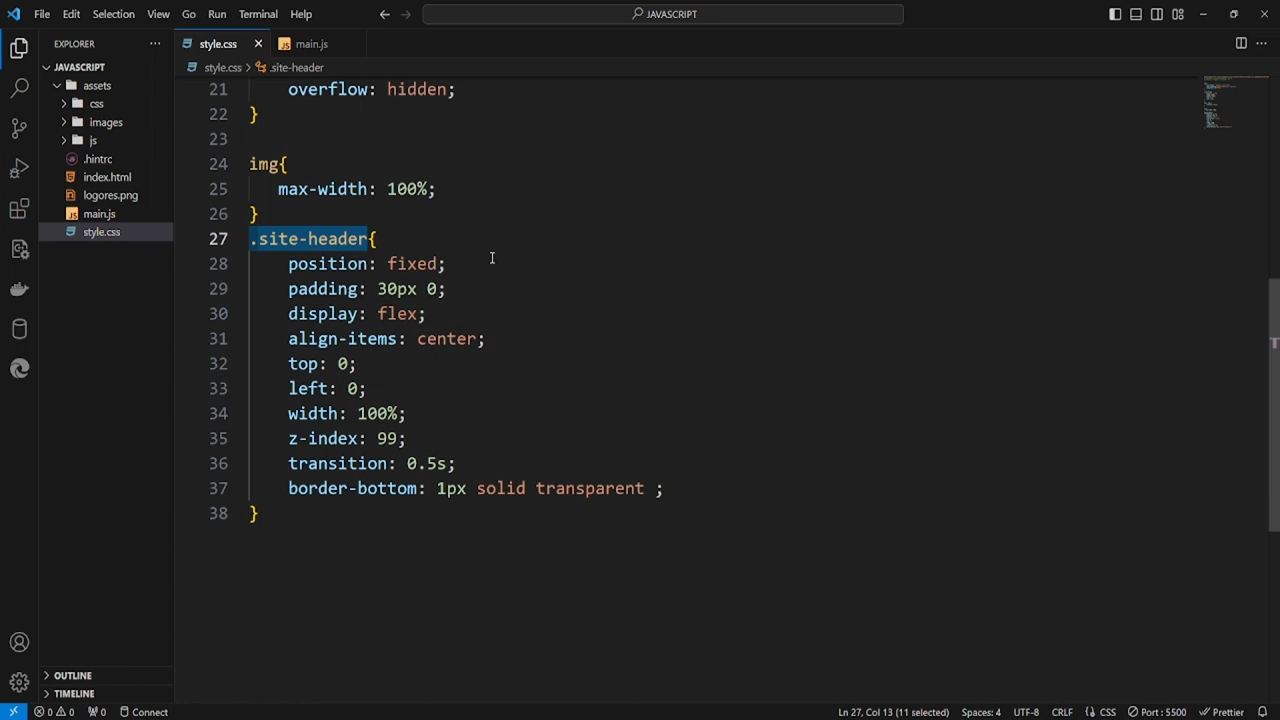 File Edit Selection View Go Run Terminal Help
JAVASCRIPT
EXPLORER
style.css
main.js
JAVASCRIPT
style.css > .site-header
assets
css
images
js
.hintrc
index.html
logores.png
main.js
style.css
21 overflow: hidden;
22 }
23
24 img{
25 max-width: 100%;
26 }
27 .site-header{
28 position: fixed;
29 padding: 30px 0;
30 display: flex;
31 align-items: center;
32 top: 0;
33 left: 0;
34 width: 100%;
35 z-index: 99;
36 transition: 0.5s;
37 border-bottom: 1px solid transparent ;
38 }
OUTLINE
TIMELINE
0 0 0 Connect Ln 27, Col 13 (11 selected) Spaces: 4 UTF-8 CRLF {} CSS Port : 5500 Prettier